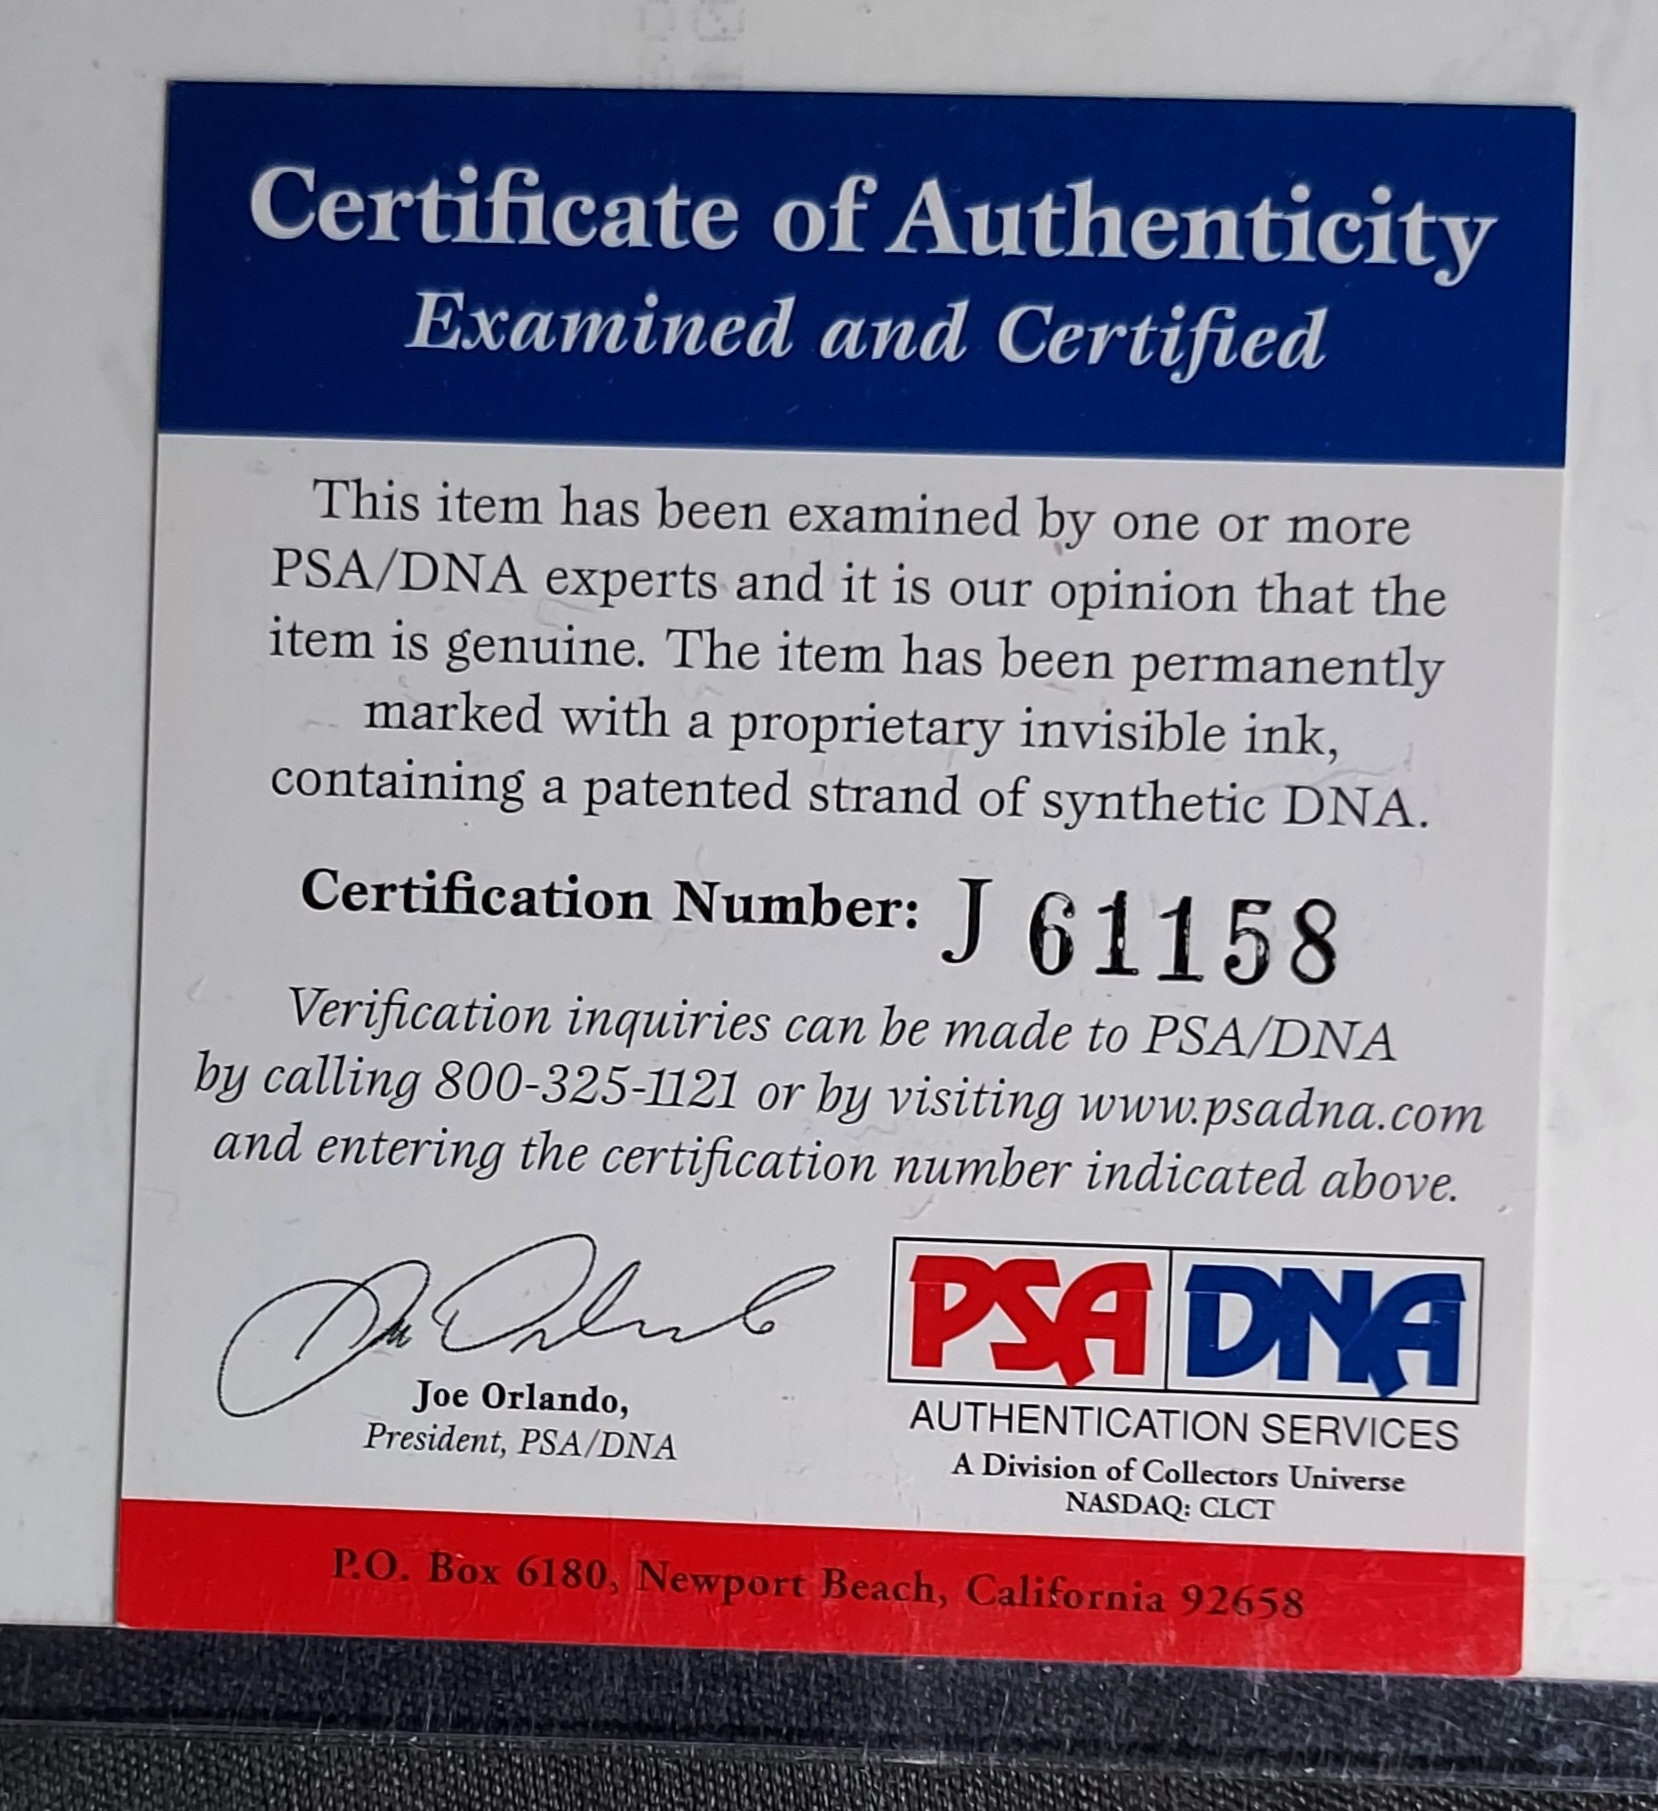 Certificate of Authenticity
Examined and Certified
This item has been examined by one or more
PSA/DNA experts and it is our opinion that the
item is genuine. The item has been permanently
marked with a proprietary invisible ink,
containing a patented strand of synthetic DNA.
Certification Number: J 61158
Verification inquiries can be made to PSA/DNA
by calling 800-325-1121 or by visiting www.psadna.com
and entering the certification number indicated above.
Joe Orlando,
President, PSA/DNA
PSA DNA
AUTHENTICATION SERVICES
A Division of Collectors Universe
NASDAQ: CLCT
P.O. Box 6180, Newport Beach, California 92658